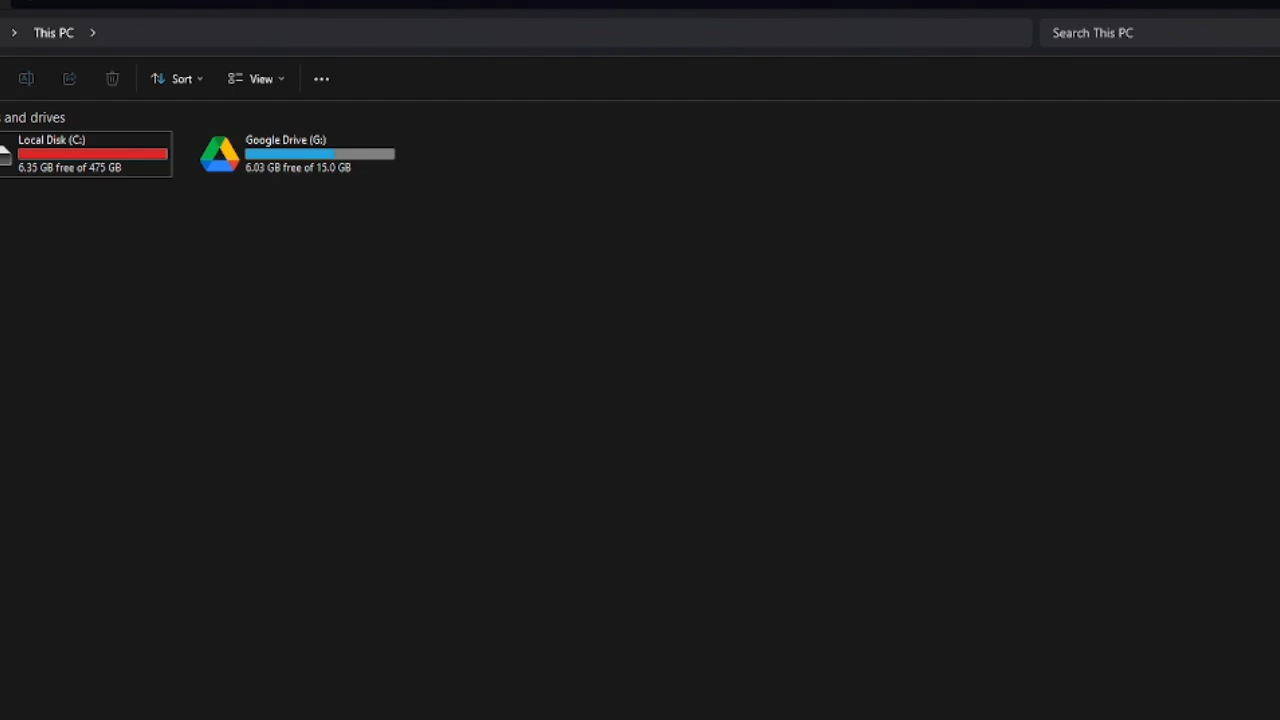 This PC
Search This PC
Sort
View
and drives
Local Disk (C:)
6.35 GB free of 475 GB
Google Drive (G:)
6.03 GB free of 15.0 GB